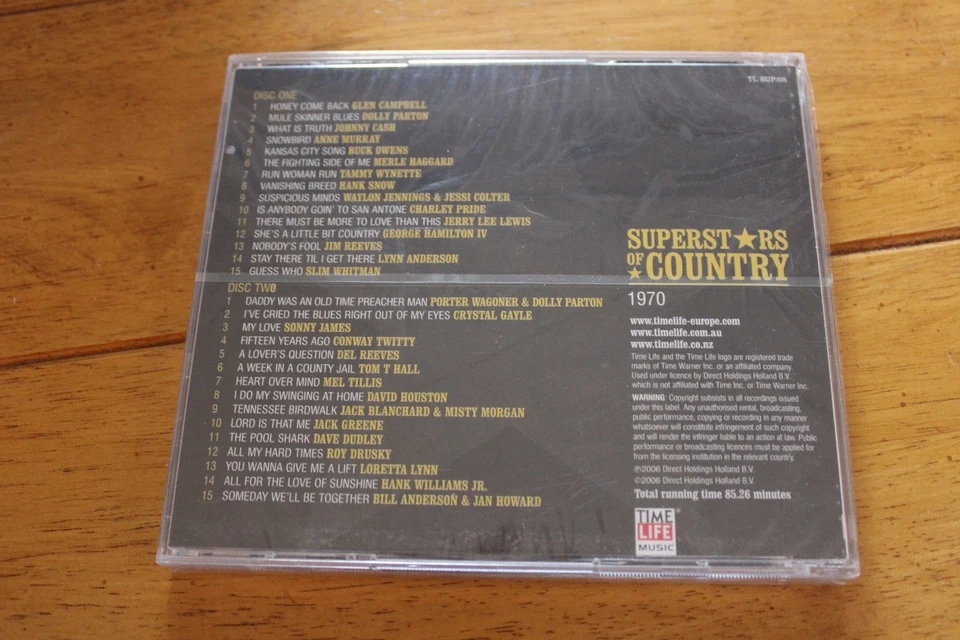 TL SUP/08
DISC ONE
1 HONEY COME BACK GLEN CAMPBELL
2 MULE SKINNER BLUES DOLLY PARTON
3 WHAT IS TRUTH JOHNNY CASH
4 SNOWBIRD ANNE MURRAY
5 KANSAS CITY SONG BUCK OWENS
6 THE FIGHTING SIDE OF ME MERLE HAGGARD
7 RUN WOMAN RUN TAMMY WYNETTE
8 VANISHING BREED HANK SNOW
9 SUSPICIOUS MINDS WAYLON JENNINGS & JESSI COLTER
10 IS ANYBODY GOIN' TO SAN ANTONE CHARLEY PRIDE
11 THERE MUST BE MORE TO LOVE THAN THIS JERRY LEE LEWIS
12 SHE'S A LITTLE BIT COUNTRY GEORGE HAMILTON IV
13 NOBODY'S FOOL JIM REEVES
14 STAY THERE TIL I GET THERE LYNN ANDERSON
15 GUESS WHO SLIM WHITMAN
DISC TWO
1 DADDY WAS AN OLD TIME PREACHER MAN PORTER WAGONER & DOLLY PARTON
2 I'VE CRIED THE BLUES RIGHT OUT OF MY EYES CRYSTAL GAYLE
3 MY LOVE SONNY JAMES
4 FIFTEEN YEARS AGO CONWAY TWITTY
5 A LOVER'S QUESTION DEL REEVES
6 A WEEK IN A COUNTY JAIL TOM T HALL
7 HEART OVER MIND MEL TILLIS
8 I DO MY SWINGING AT HOME DAVID HOUSTON
9 TENNESSEE BIRDWALK JACK BLANCHARD & MISTY MORGAN
10 LORD IS THAT ME JACK GREENE
11 THE POOL SHARK DAVE DUDLEY
12 ALL MY HARD TIMES ROY DRUSKY
13 YOU WANNA GIVE ME A LIFT LORETTA LYNN
14 ALL FOR THE LOVE OF SUNSHINE HANK WILLIAMS JR.
15 SOMEDAY WE'LL BE TOGETHER BILL ANDERSON & JAN HOWARD
SUPERST★RS
OF
★COUNTRY
1970
www.timelife-europe.com
www.timelife.com.au
www.timelife.co.nz
Time Life and the Time Life logo are registered trade
marks of Time Warner Inc. or an affiliated company.
Used under licence by Direct Holdings Holland B.V.
which is not affiliated with Time Inc. or Time Warner Inc.
WARNING: Copyright subsists in all recordings issued
under this label. Any unauthorised rental, broadcasting,
public performance, copying or recording in any manner
whatsoever will constitute infringement of such copyright
and will render the infringer liable to an action at law. Public
performance or broadcasting licences must be applied for
from the licensing institution in the relevant country.
℗2006 Direct Holdings Holland B.V.
©2006 Direct Holdings Holland B.V.
Total running time 85.26 minutes
TIME
LIFE
MUSIC